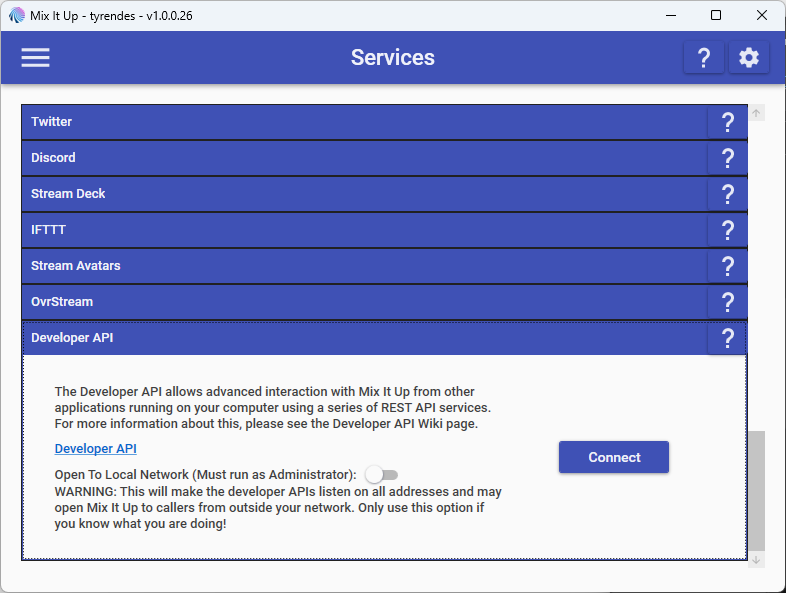 Mix It Up - tyrendes - v1.0.0.26
Services
?
Twitter
?
Discord
?
Stream Deck
?
IFTTT
?
Stream Avatars
?
OvrStream
?
Developer API
?
The Developer API allows advanced interaction with Mix It Up from other
applications running on your computer using a series of REST API services.
For more information about this, please see the Developer API Wiki page.
Developer API
Connect
Open To Local Network (Must run as Administrator):
WARNING: This will make the developer APIs listen on all addresses and may
open Mix It Up to callers from outside your network. Only use this option if
you know what you are doing!